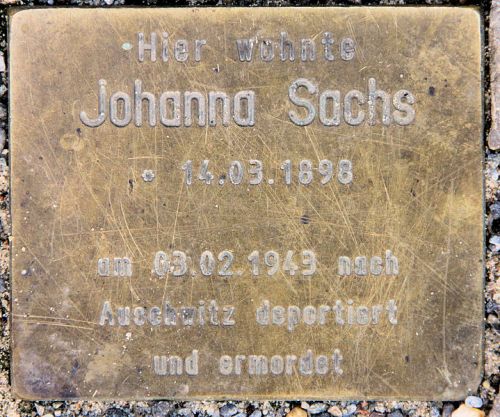 Hier wohnte
Johanna Sachs
* 14.03.1898
am 03.02.1943 nach
Auschwitz deportiert
und ermordet